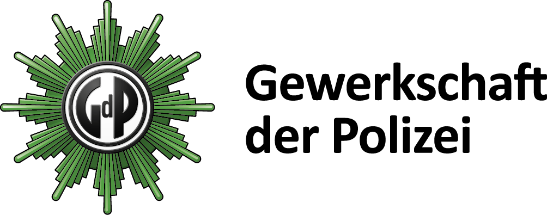 GdP
Gewerkschaft
der Polizei